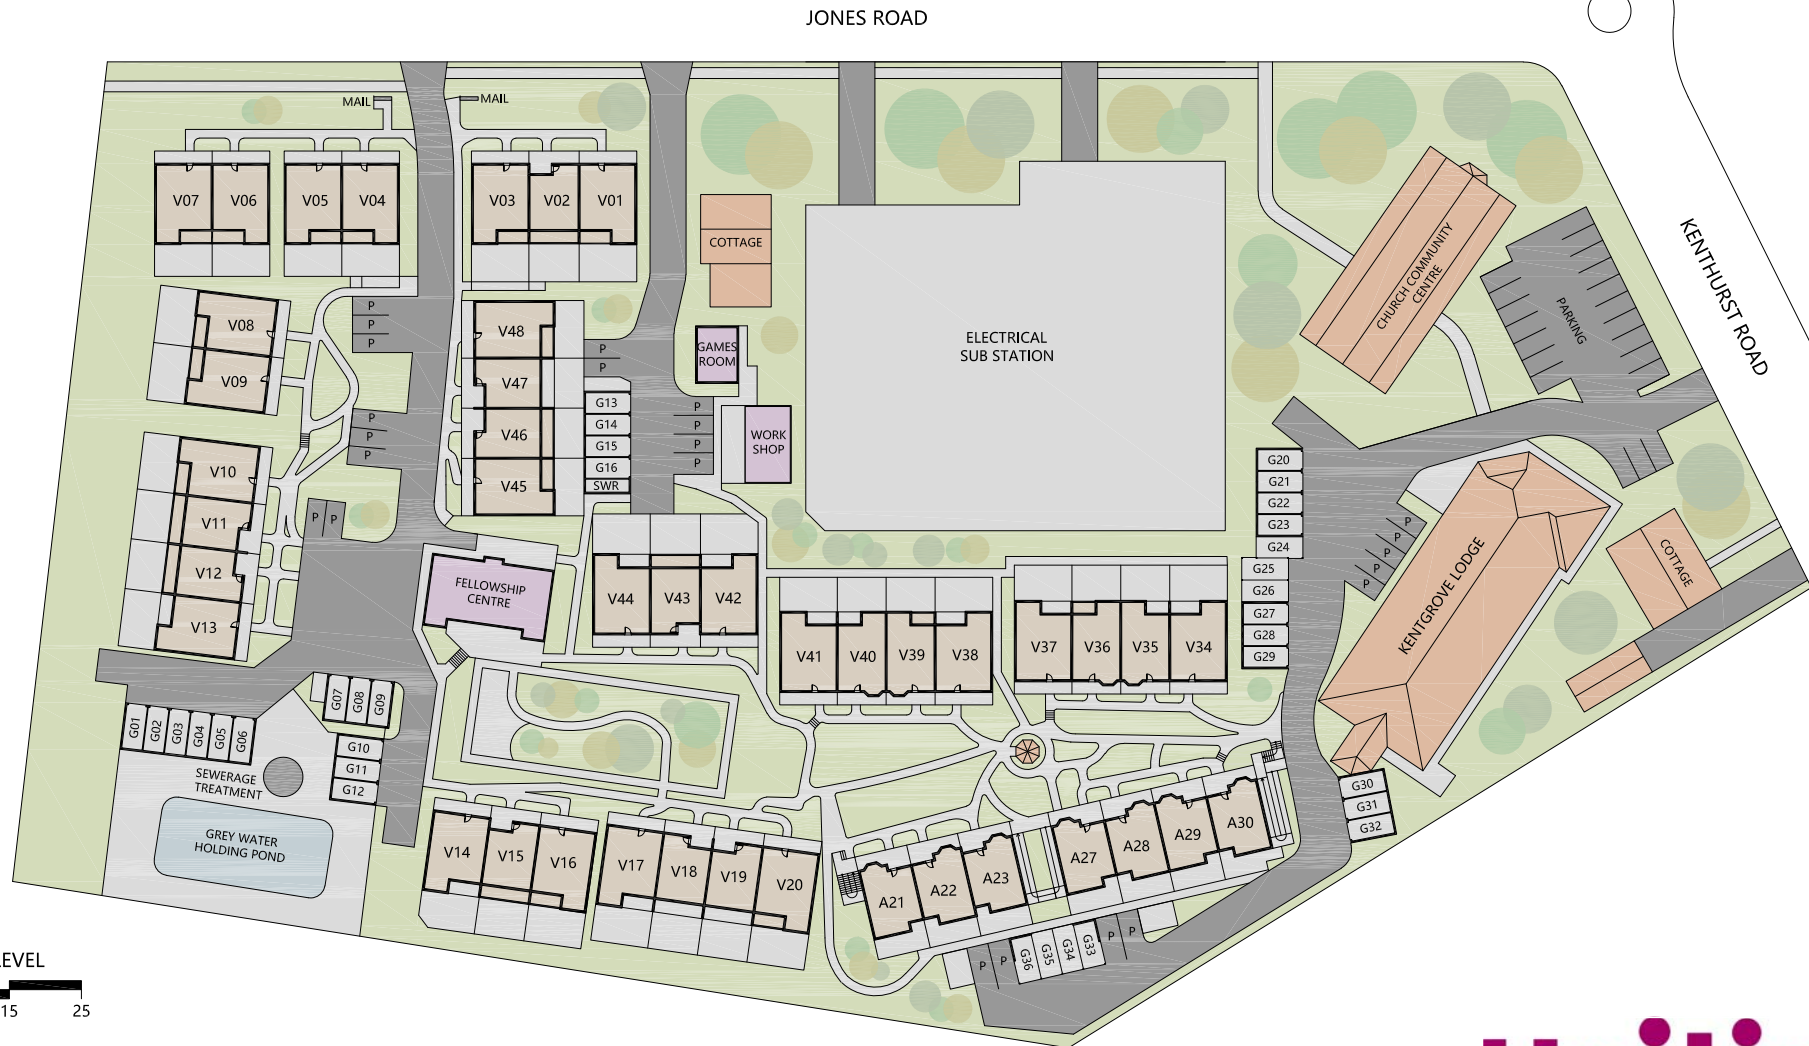 JONES ROAD
MAIL
MAIL
V07
V06
V05
V04
V03
V02
V01
COTTAGE
ELECTRICAL
SUB STATION
CHURCH COMMUNITY
CENTRE
PARKING
KENTHURST ROAD
V08
V09
P
P
P
V48
V47
V46
V45
P
P
G13
G14
G15
G16
SWR
GAMES
ROOM
P
P
P
P
WORK
SHOP
P
P
P
V10
V11
V12
V13
P
P
FELLOWSHIP
CENTRE
V44
V43
V42
V41
V40
V39
V38
V37
V36
V35
V34
G20
G21
G22
G23
G24
G25
G26
G27
G28
G29
P
P
P
P
P
KENTGROVE LODGE
COTTAGE
G01
G02
G03
G04
G05
G06
G07
G08
G09
G10
G11
G12
SEWERAGE
TREATMENT
GREY WATER
HOLDING POND
V14
V15
V16
V17
V18
V19
V20
A21
A22
A23
A27
A28
A29
A30
G30
G31
G32
P
P
G36
G35
G34
G33
P
P
EVEL
15
25